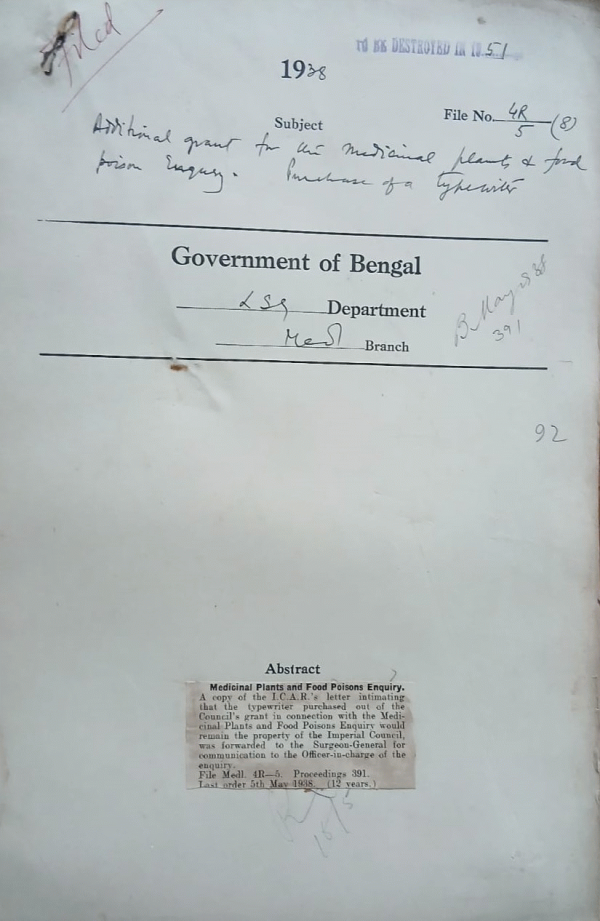 Filed
TO BE DESTROYED IN 1951
1938
Subject
File No. 4R/5 (8)
Additional grant for the medicinal plants & food
poison Enquiry. Purchase of a typewriter
Government of Bengal
LSG Department
Medl Branch
B. May 1938
391
92
Abstract
Medicinal Plants and Food Poisons Enquiry.
A copy of the I.C.A.R.'s letter intimating
that the typewriter purchased out of the
Council's grant in connection with the Medi-
cinal Plants and Food Poisons Enquiry would
remain the property of the Imperial Council,
was forwarded to the Surgeon-General for
communication to the Officer-in-charge of the
enquiry.
File Medl. 4R—5. Proceedings 391.
Last order 5th May 1938. (12 years.)